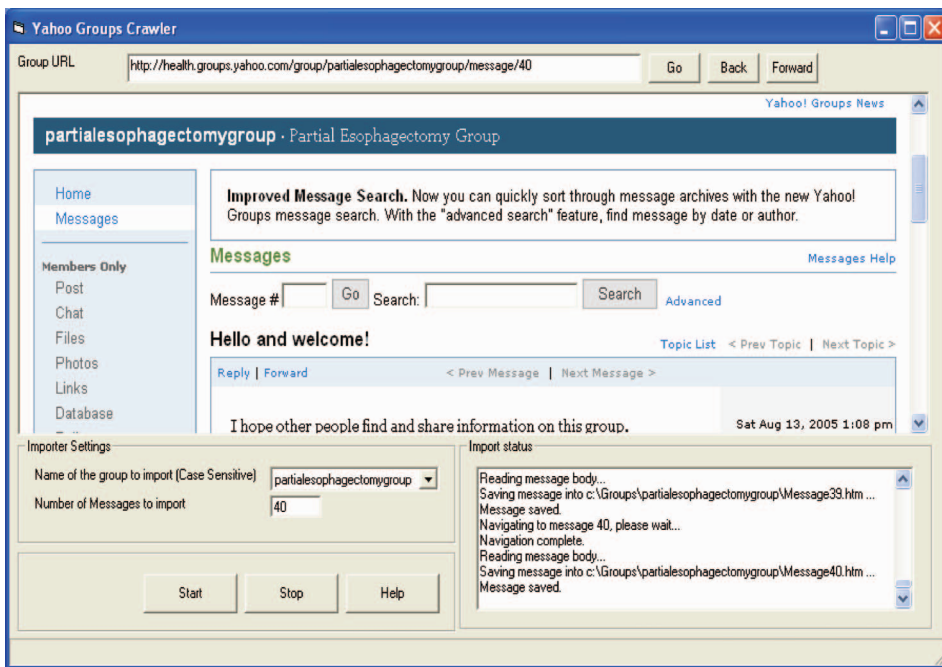 Yahoo Groups Crawler
Group URL
http://health.groups.yahoo.com/group/partialesophagectomygroup/message/40
Go
Back
Forward
Yahoo! Groups News
partialesophagectomygroup · Partial Esophagectomy Group
Home
Messages
Members Only
Post
Chat
Files
Photos
Links
Database
Improved Message Search. Now you can quickly sort through message archives with the new Yahoo!
Groups message search. With the "advanced search" feature, find message by date or author.
Messages
Messages Help
Message #
Go
Search:
Search
Advanced
Hello and welcome!
Topic List < Prev Topic | Next Topic >
Reply | Forward
< Prev Message | Next Message >
I hope other people find and share information on this group.
Sat Aug 13, 2005 1:08 pm
Importer Settings
Name of the group to import (Case Sensitive)
partialesophagectomygroup
Number of Messages to import
40
Start
Stop
Help
Import status
Reading message body...
Saving message into c:\Groups\partialesophagectomygroup\Message39.htm ...
Message saved.
Navigating to message 40, please wait...
Navigation complete.
Reading message body...
Saving message into c:\Groups\partialesophagectomygroup\Message40.htm ...
Message saved.